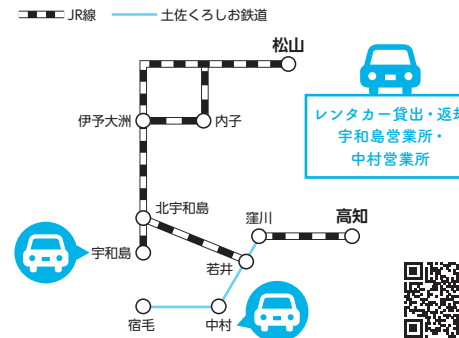 JR線 土佐くろしお鉄道
松山
レンタカー貸出・返却
宇和島営業所・
中村営業所
伊予大洲 内子
北宇和島
窪川 高知
宇和島
若井
宿毛 中村